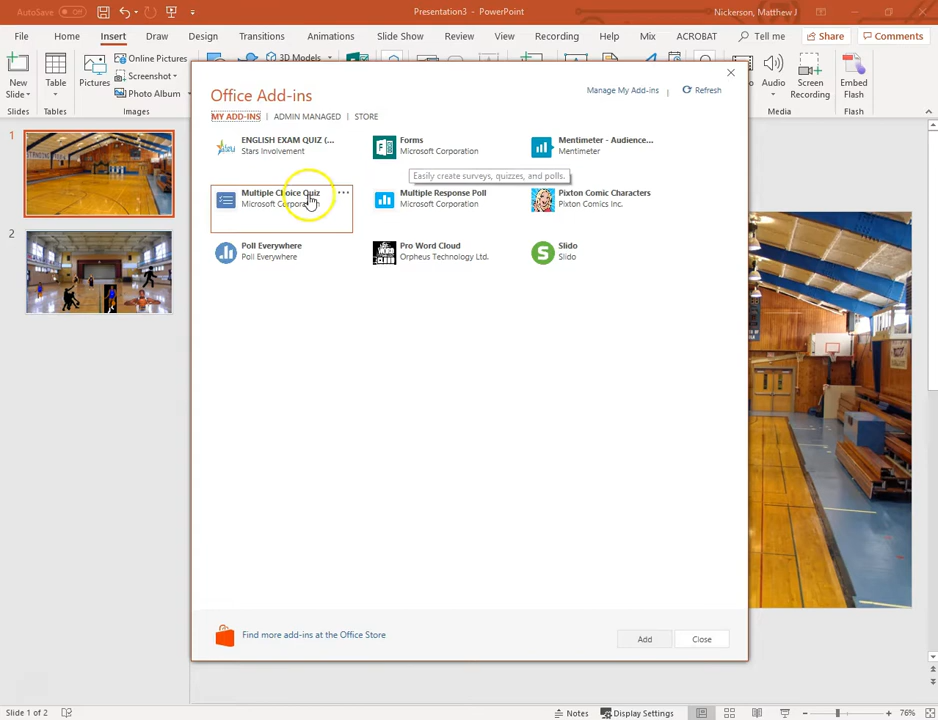 AutoSave Off
Presentation3 - PowerPoint
Nickerson, Matthew J
File Home Insert Draw Design Transitions Animations Slide Show Review View Recording Help Mix ACROBAT Tell me Share Comments
New
Slide
Slides
Table
Tables
Pictures
Online Pictures
Screenshot
Photo Album
Images
3D Models
Audio
Screen
Recording
Media
Embed
Flash
Flash
1
2
Office Add-ins
Manage My Add-ins | Refresh
MY ADD-INS | ADMIN MANAGED | STORE
ENGLISH EXAM QUIZ (...
Stars Involvement
Forms
Microsoft Corporation
Mentimeter - Audience...
Mentimeter
Easily create surveys, quizzes, and polls.
Multiple Choice Quiz
...
Multiple Response Poll
Microsoft Corporation
Pixton Comic Characters
Pixton Comics Inc.
Poll Everywhere
Poll Everywhere
Pro Word Cloud
Orpheus Technology Ltd.
Slido
Slido
Find more add-ins at the Office Store
Add
Close
Slide 1 of 2
Notes
Display Settings
76%